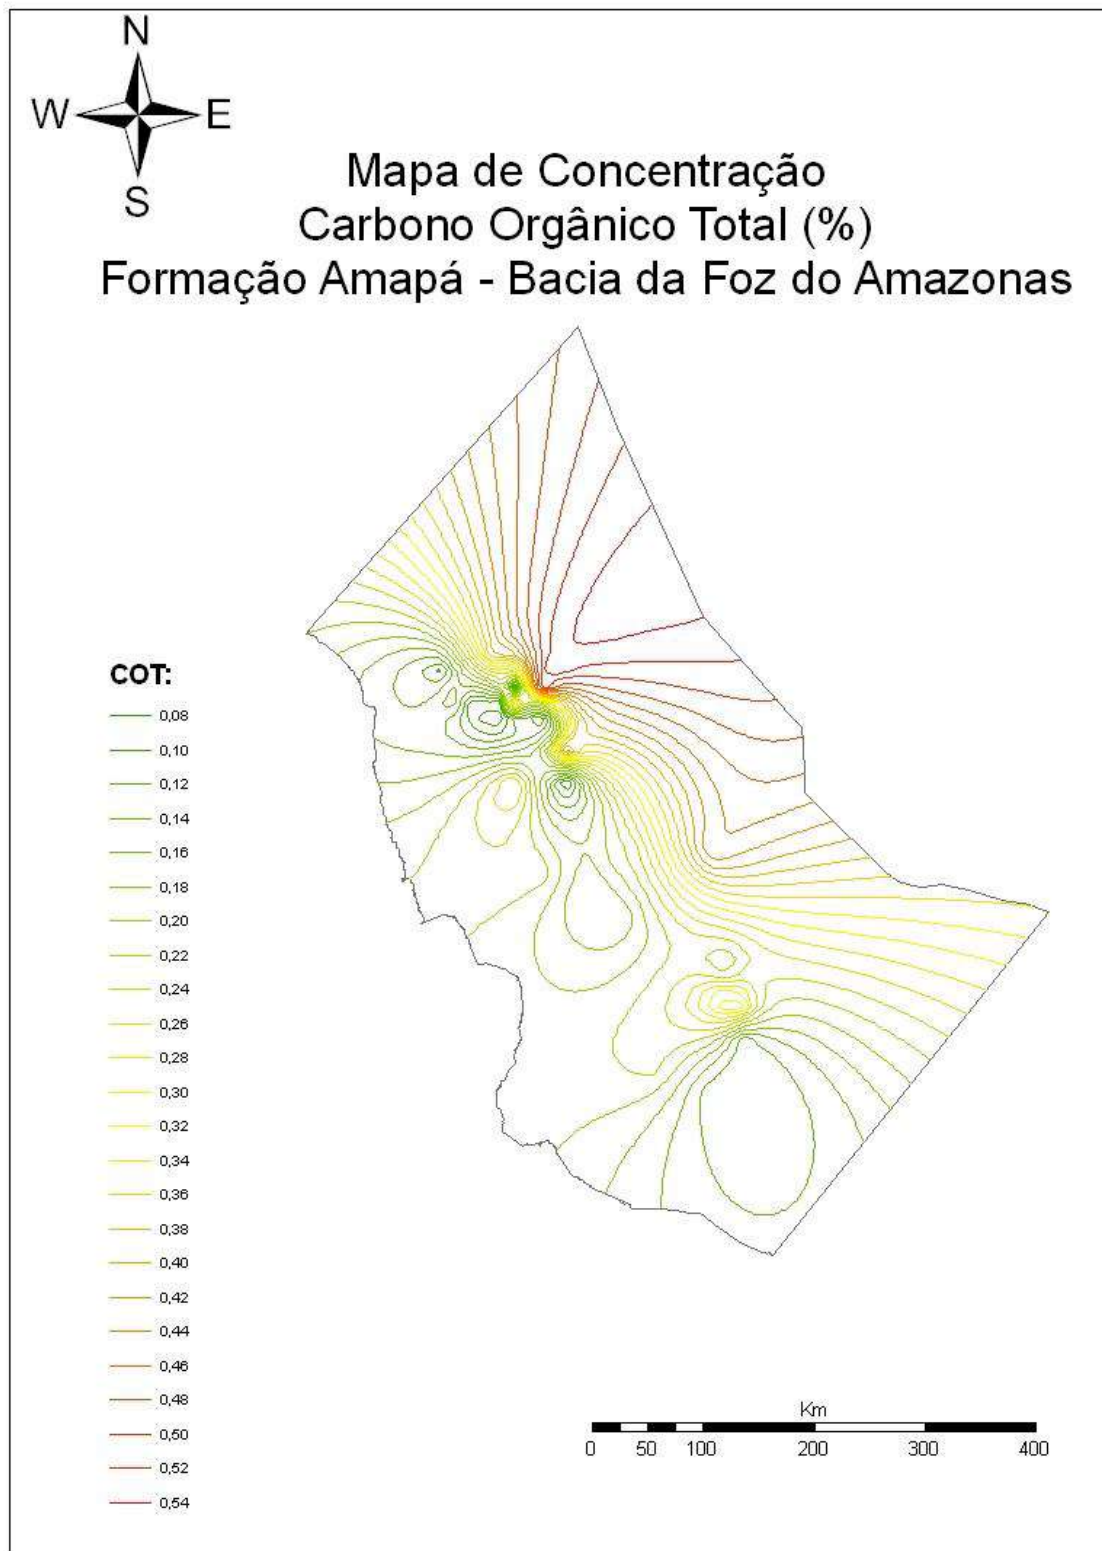 N
W E
S
Mapa de Concentração
Carbono Orgânico Total (%)
Formação Amapá - Bacia da Foz do Amazonas
COT:
0,08
0,10
0,12
0,14
0,16
0,18
0,20
0,22
0,24
0,26
0,28
0,30
0,32
0,34
0,36
0,38
0,40
0,42
0,44
0,46
0,48
0,50
0,52
0,54
Km
0 50 100 200 300 400